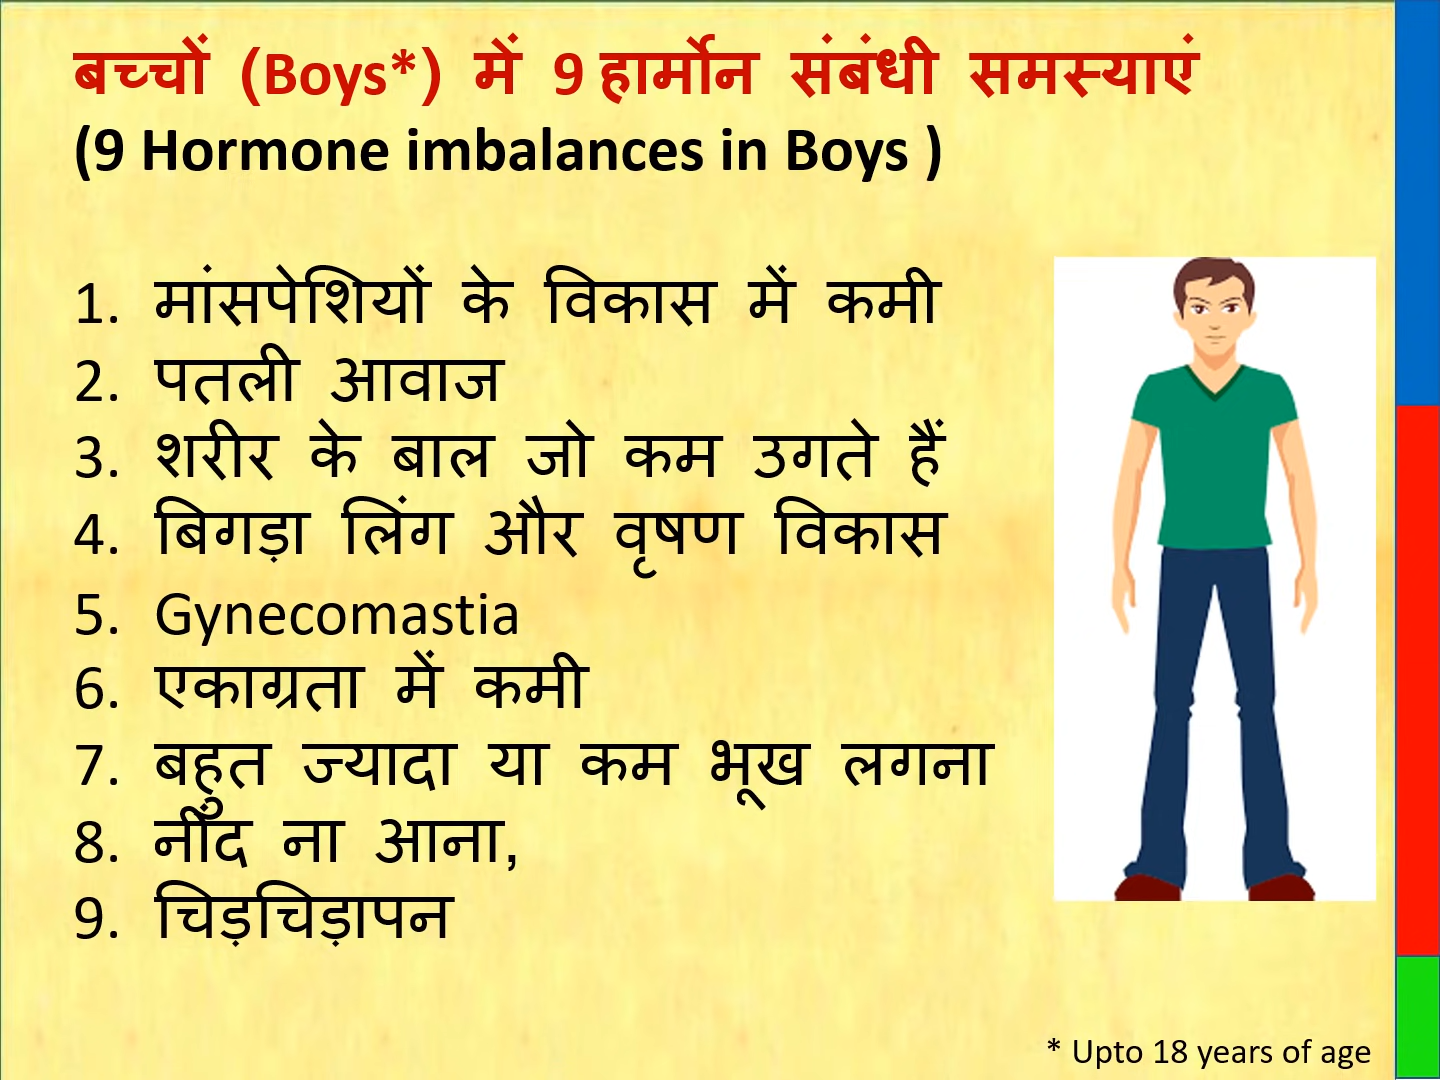 बच्चों (Boys*) में 9 हार्मोन संबंधी समस्याएं
(9 Hormone imbalances in Boys )
1. मांसपेशियों के विकास में कमी
2. पतली आवाज
3. शरीर के बाल जो कम उगते हैं
4. बिगड़ा लिंग और वृषण विकास
5. Gynecomastia
6. एकाग्रता में कमी
7. बहुत ज्यादा या कम भूख लगना
8. नींद ना आना,
9. चिड़चिड़ापन
* Upto 18 years of age